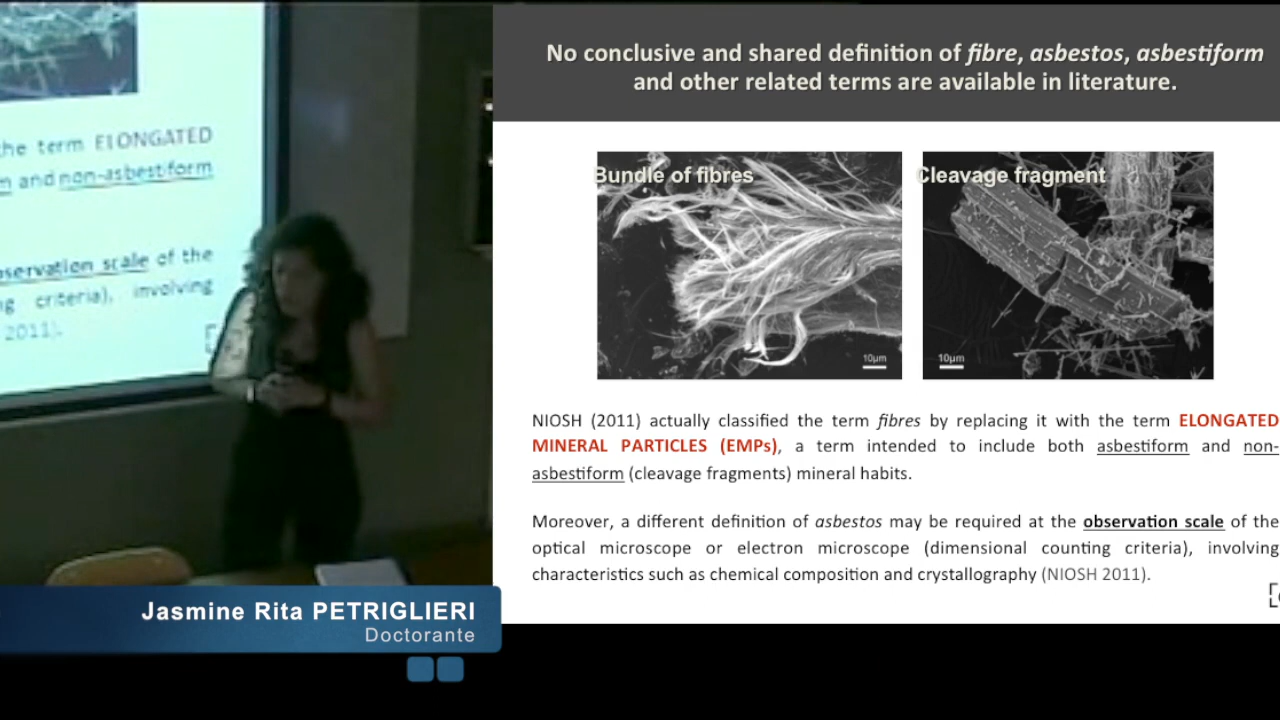 No conclusive and shared definition of fibre, asbestos, asbestiform
and other related terms are available in literature.
Bundle of fibres
Cleavage fragment
10µm
10µm
NIOSH (2011) actually classified the term fibres by replacing it with the term ELONGATED
MINERAL PARTICLES (EMPs), a term intended to include both asbestiform and non-
asbestiform (cleavage fragments) mineral habits.
Moreover, a different definition of asbestos may be required at the observation scale of the
optical microscope or electron microscope (dimensional counting criteria), involving
characteristics such as chemical composition and crystallography (NIOSH 2011).
the term ELONGATED
and non-asbestiform
scale of the
criteria), involving
2011).
Jasmine Rita PETRIGLIERI
Doctorante